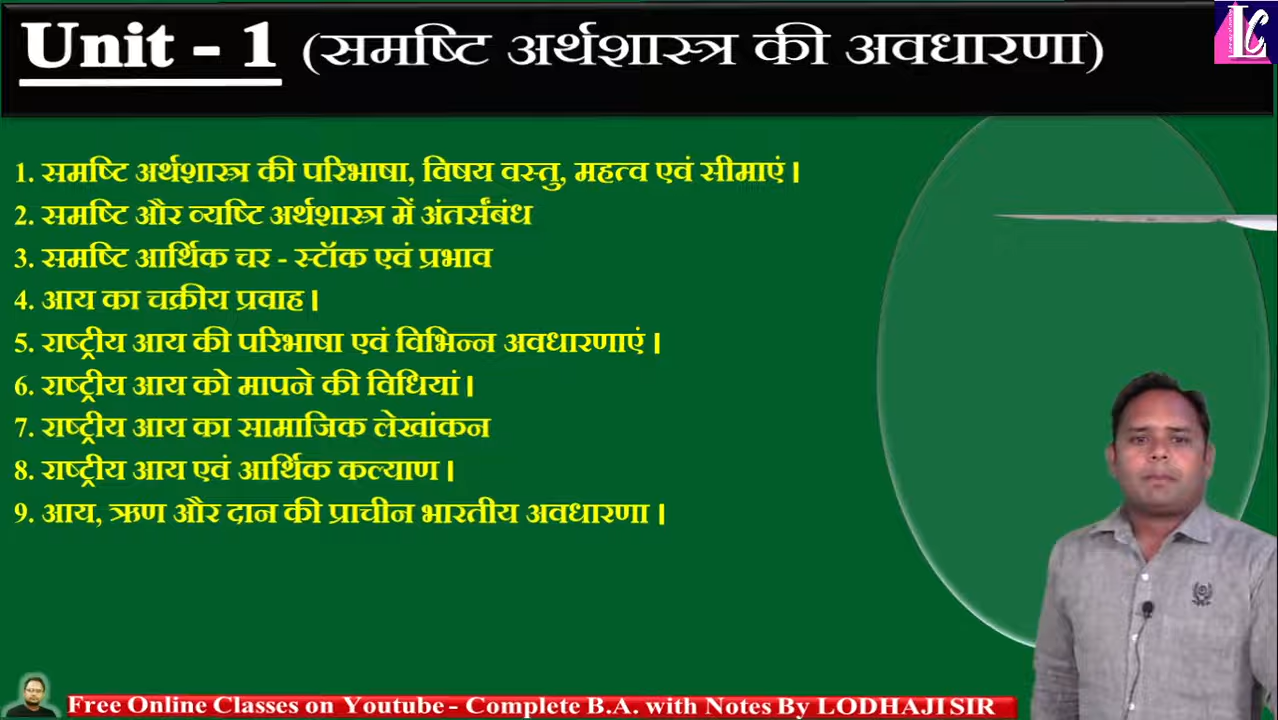 Unit - 1 (समष्टि अर्थशास्त्र की अवधारणा)
LC
1. समष्टि अर्थशास्त्र की परिभाषा, विषय वस्तु, महत्व एवं सीमाएं।
2. समष्टि और व्यष्टि अर्थशास्त्र में अंतर्संबंध
3. समष्टि आर्थिक चर - स्टॉक एवं प्रभाव
4. आय का चक्रीय प्रवाह।
5. राष्ट्रीय आय की परिभाषा एवं विभिन्न अवधारणाएं।
6. राष्ट्रीय आय को मापने की विधियां।
7. राष्ट्रीय आय का सामाजिक लेखांकन
8. राष्ट्रीय आय एवं आर्थिक कल्याण।
9. आय, ऋण और दान की प्राचीन भारतीय अवधारणा।
Free Online Classes on Youtube - Complete B.A. with Notes By LODHAJI SIR